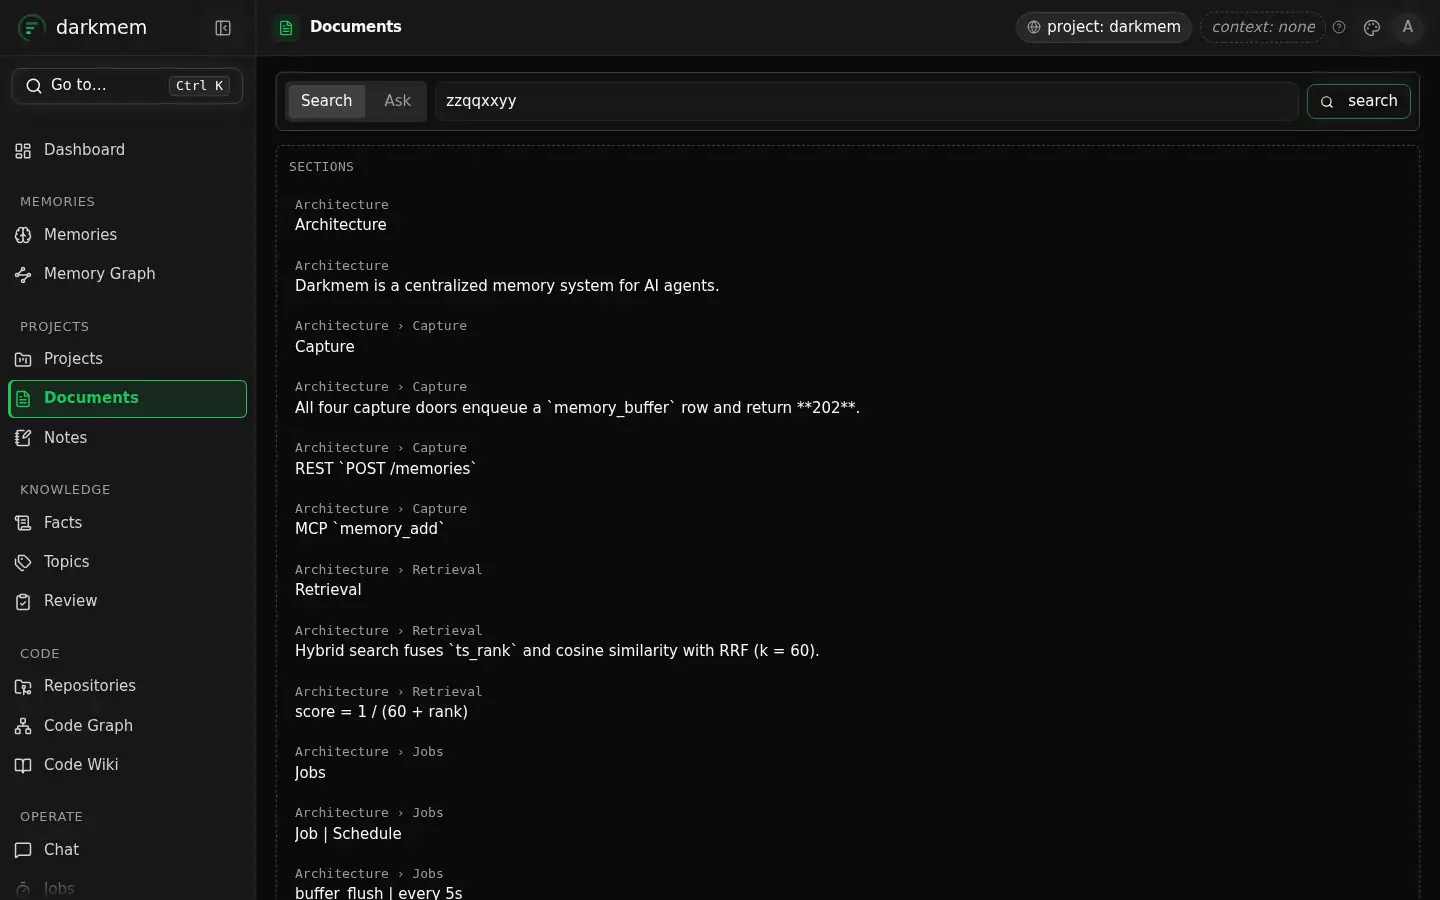 darkmem
Documents
project: darkmem
context: none
A
Go to...
Ctrl K
Search
Ask
zzqqxxyy
search
Dashboard
MEMORIES
Memories
Memory Graph
PROJECTS
Projects
Documents
Notes
KNOWLEDGE
Facts
Topics
Review
CODE
Repositories
Code Graph
Code Wiki
OPERATE
Chat
Jobs
SECTIONS
Architecture
Architecture
Architecture
Darkmem is a centralized memory system for AI agents.
Architecture › Capture
Capture
Architecture › Capture
All four capture doors enqueue a `memory_buffer` row and return **202**.
Architecture › Capture
REST `POST /memories`
Architecture › Capture
MCP `memory_add`
Architecture › Retrieval
Retrieval
Architecture › Retrieval
Hybrid search fuses `ts_rank` and cosine similarity with RRF (k = 60).
Architecture › Retrieval
score = 1 / (60 + rank)
Architecture › Jobs
Jobs
Architecture › Jobs
Job | Schedule
Architecture › Jobs
buffer_flush | every 5s